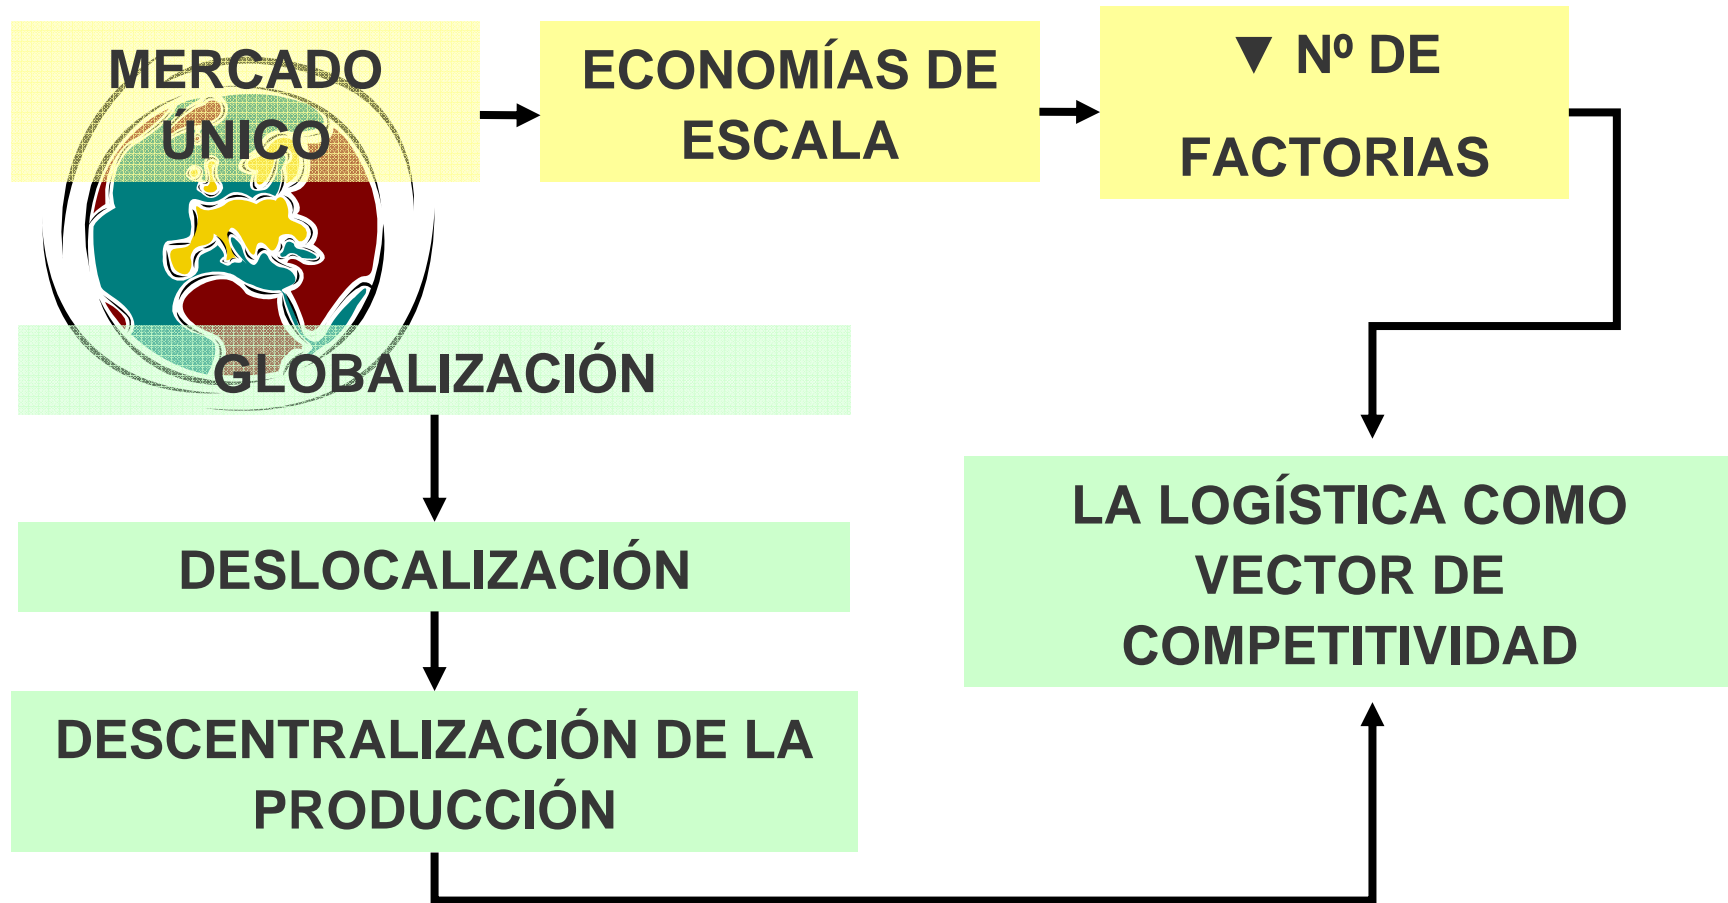 MERCADO
ÚNICO
ECONOMÍAS DE
ESCALA
▼ Nº DE
FACTORIAS
GLOBALIZACIÓN
DESLOCALIZACIÓN
DESCENTRALIZACIÓN DE LA
PRODUCCIÓN
LA LOGÍSTICA COMO
VECTOR DE
COMPETITIVIDAD